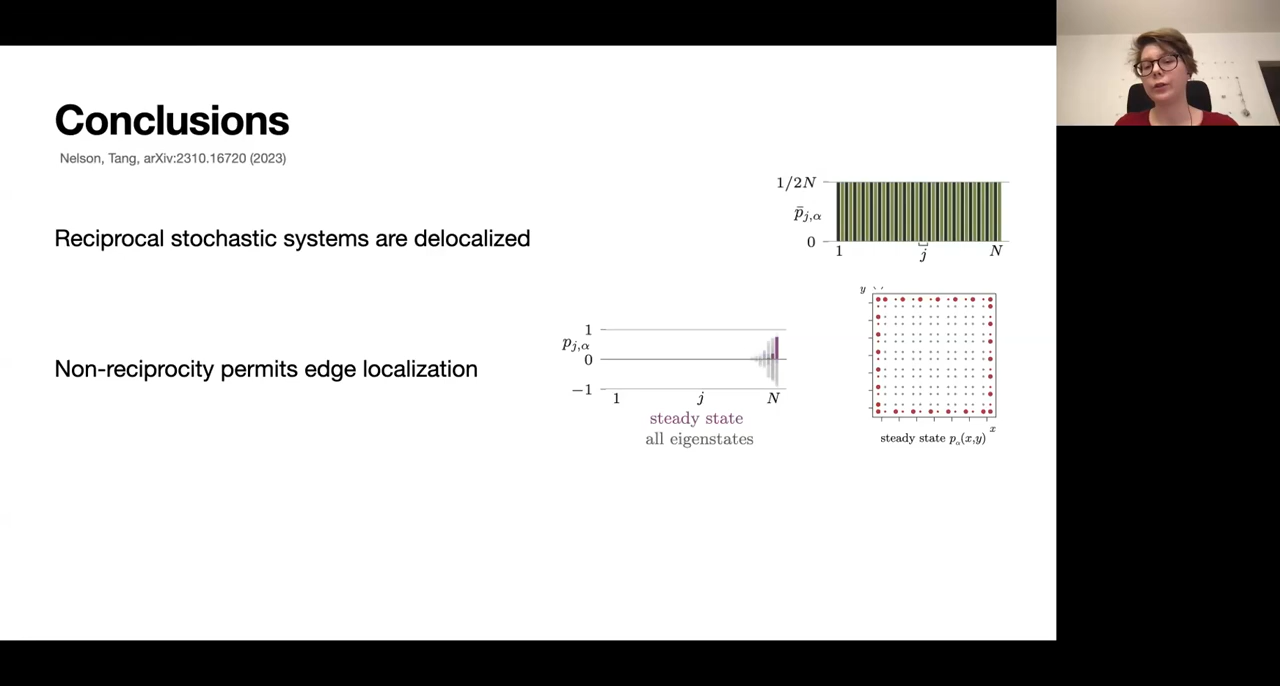 Conclusions
Nelson, Tang, arXiv:2310.16720 (2023)
Reciprocal stochastic systems are delocalized
1/2N
p̄j,α
0
1
j
N
Non-reciprocity permits edge localization
1
pj,α
0
−1
1
j
N
steady state
all eigenstates
y
x
steady state pα(x,y)